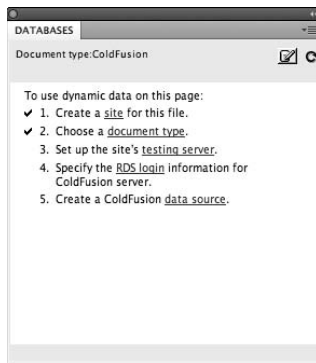 DATABASES
Document type:ColdFusion
To use dynamic data on this page:
✔ 1. Create a site for this file.
✔ 2. Choose a document type.
3. Set up the site's testing server.
4. Specify the RDS login information for
ColdFusion server.
5. Create a ColdFusion data source.